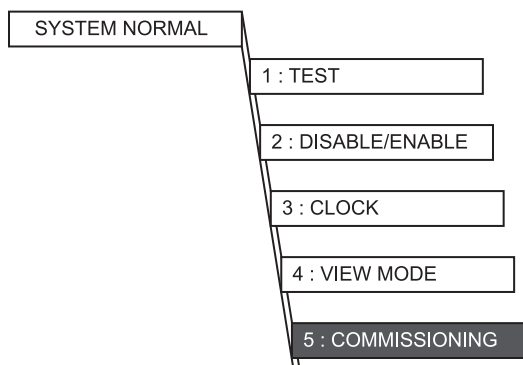 SYSTEM NORMAL
1 : TEST
2 : DISABLE/ENABLE
3 : CLOCK
4 : VIEW MODE
5 : COMMISSIONING